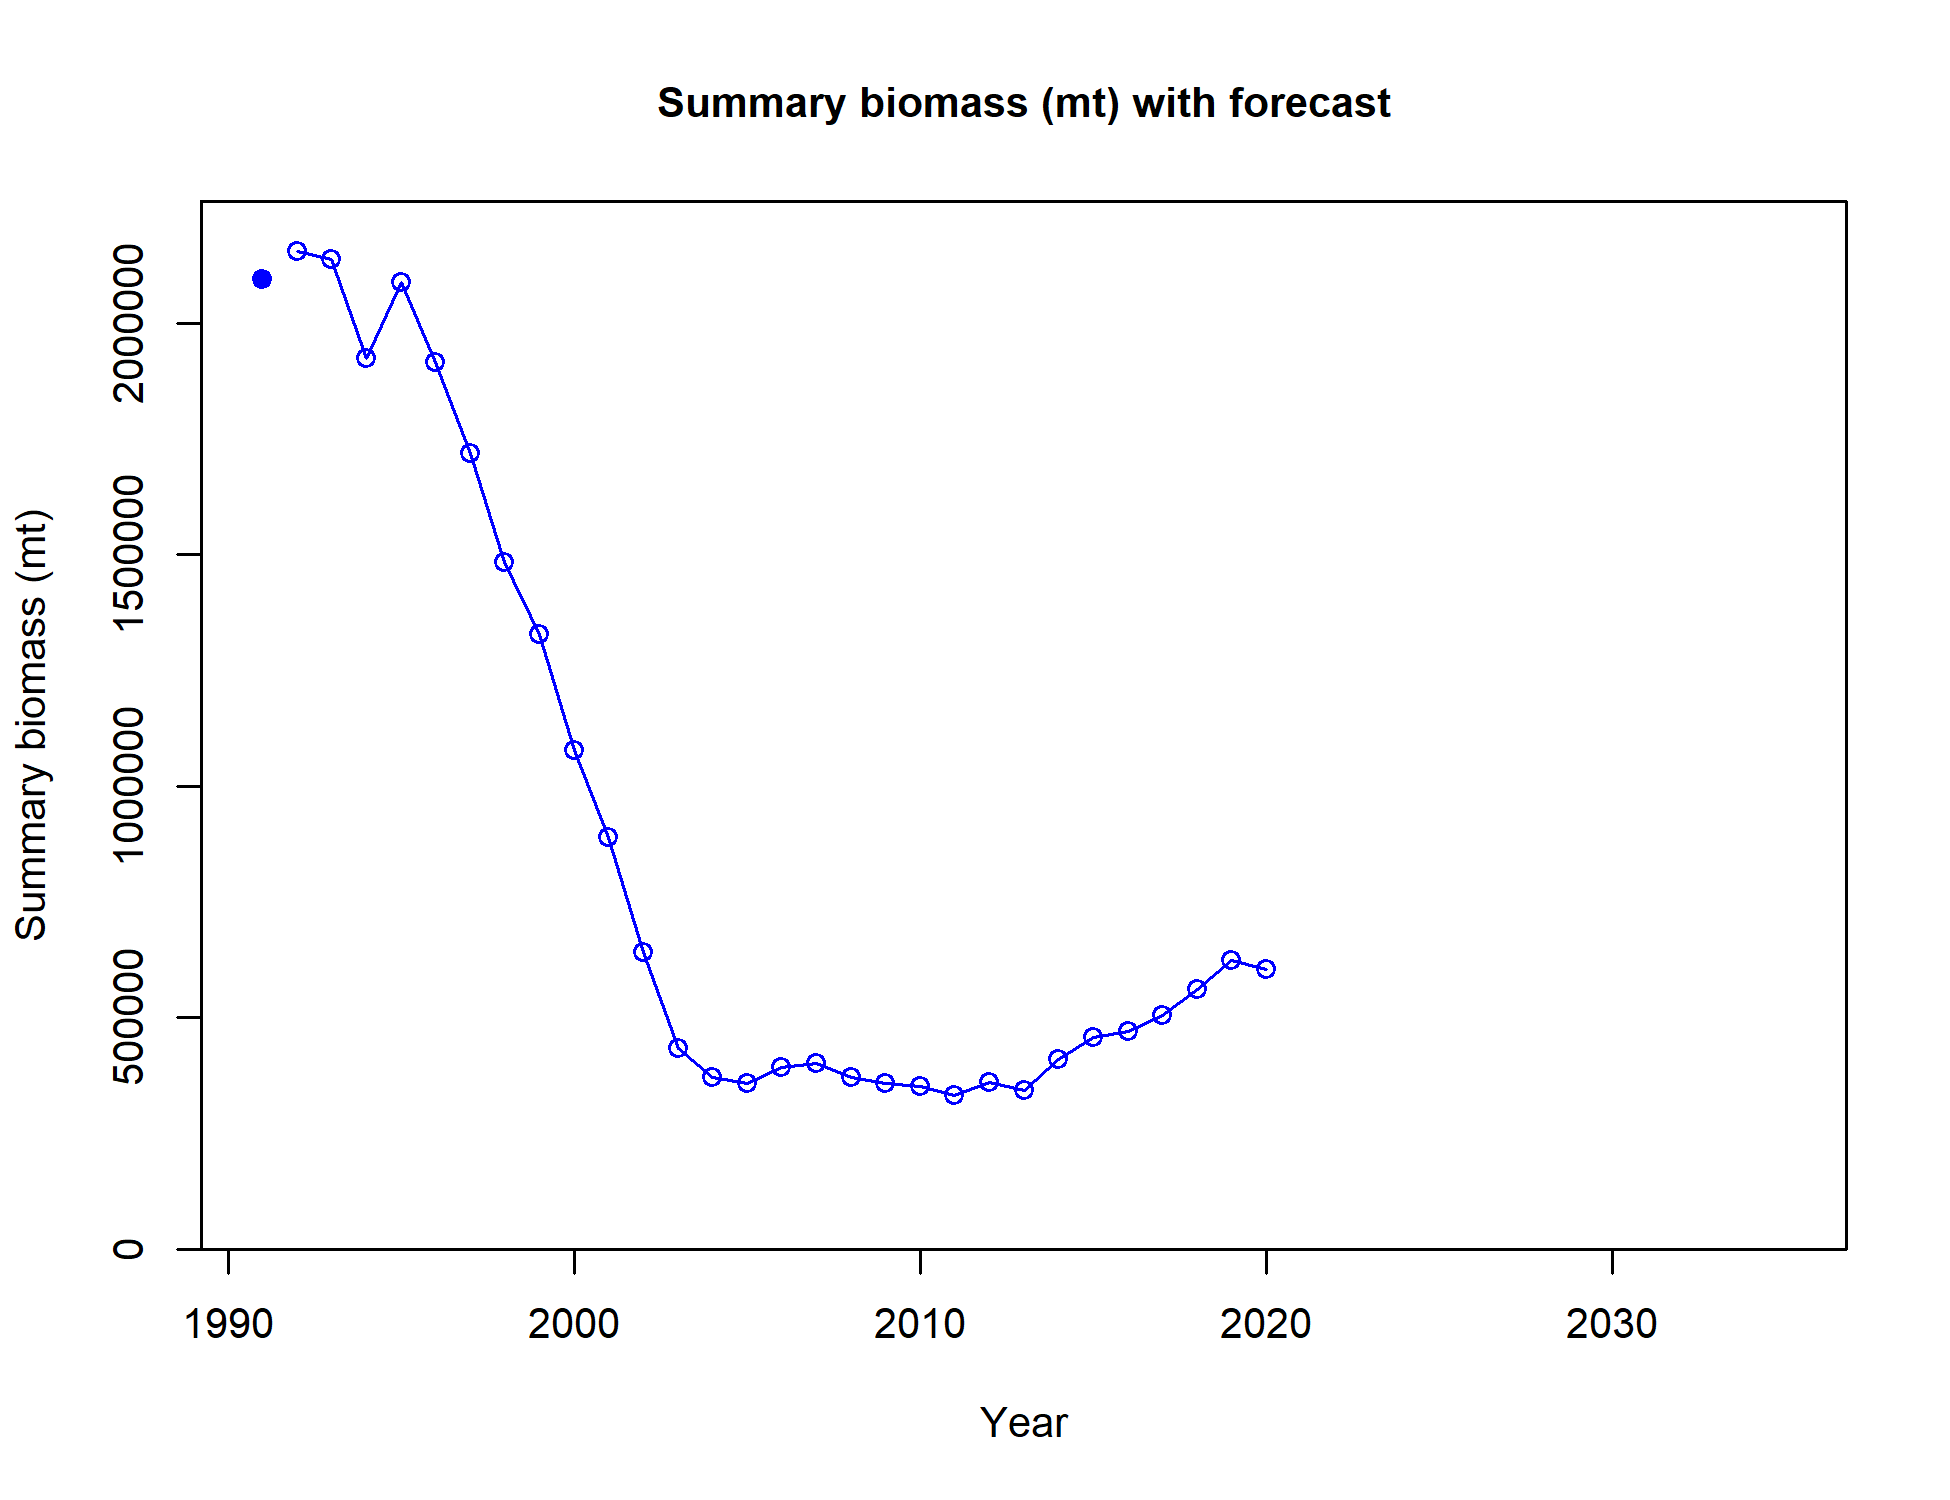 Summary biomass (mt) with forecast
Summary biomass (mt)
2000000
1500000
1000000
500000
0
1990 2000 2010 2020 2030
Year